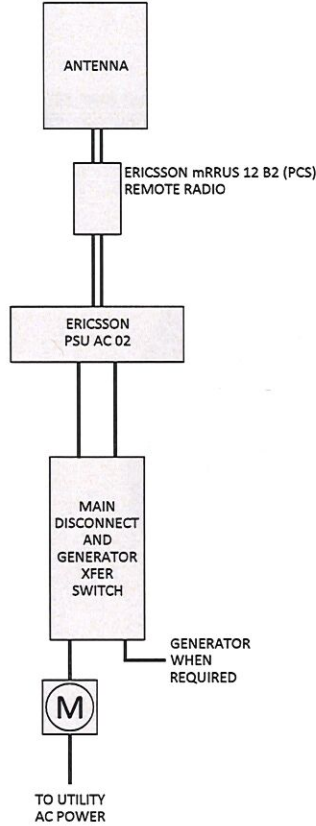 ANTENNA
ERICSSON mRRUS 12 B2 (PCS)
REMOTE RADIO
ERICSSON
PSU AC 02
MAIN
DISCONNECT
AND
GENERATOR
XFER
SWITCH
GENERATOR
WHEN
REQUIRED
M
TO UTILITY
AC POWER